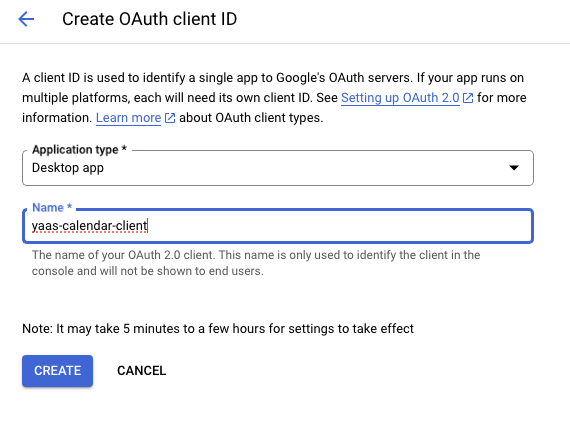 Create OAuth client ID
A client ID is used to identify a single app to Google's OAuth servers. If your app runs on
multiple platforms, each will need its own client ID. See Setting up OAuth 2.0 for more
information. Learn more about OAuth client types.
Application type *
Desktop app
Name *
yaas-calendar-client
The name of your OAuth 2.0 client. This name is only used to identify the client in the
console and will not be shown to end users.
Note: It may take 5 minutes to a few hours for settings to take effect
CREATE CANCEL